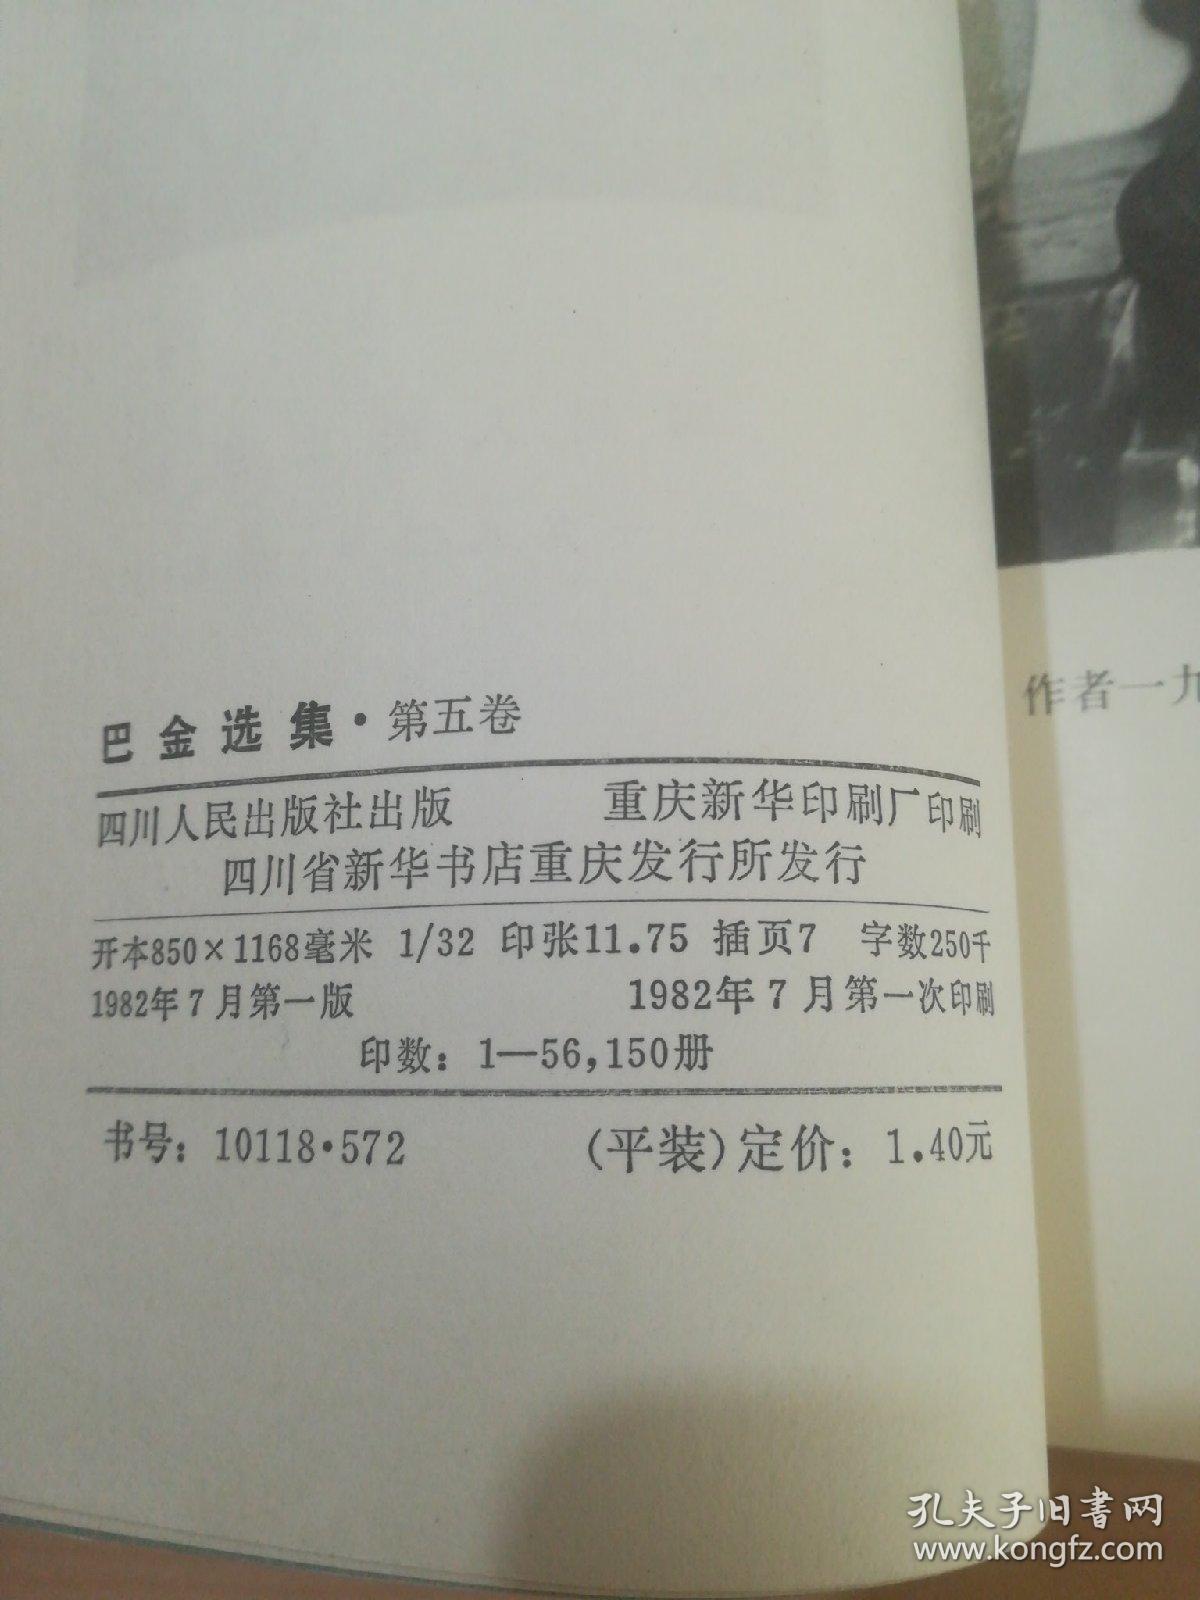 巴金选集·第五卷
四川人民出版社出版 重庆新华印刷厂印刷
四川省新华书店重庆发行所发行
开本850×1168毫米 1/32 印张11.75 插页7 字数250千
1982年7月第一版 1982年7月第一次印刷
印数：1—56,150册
书号：10118·572 (平装)定价：1.40元
作者一九
孔夫子旧书网
www.kongfz.com